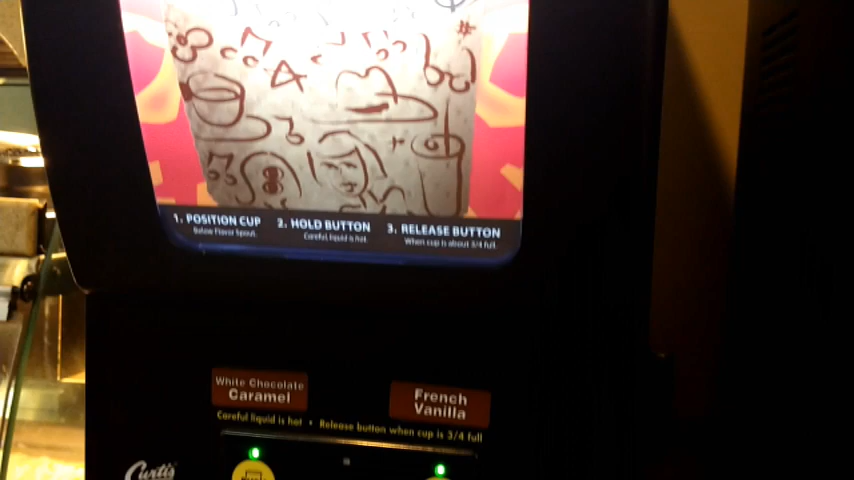 1. POSITION CUP 2. HOLD BUTTON 3. RELEASE BUTTON
Below Flavor Spout. Careful, liquid is hot. When cup is about 3/4 full.
White Chocolate French
Caramel Vanilla
Careful liquid is hot • Release button when cup is 3/4 full
Curtis